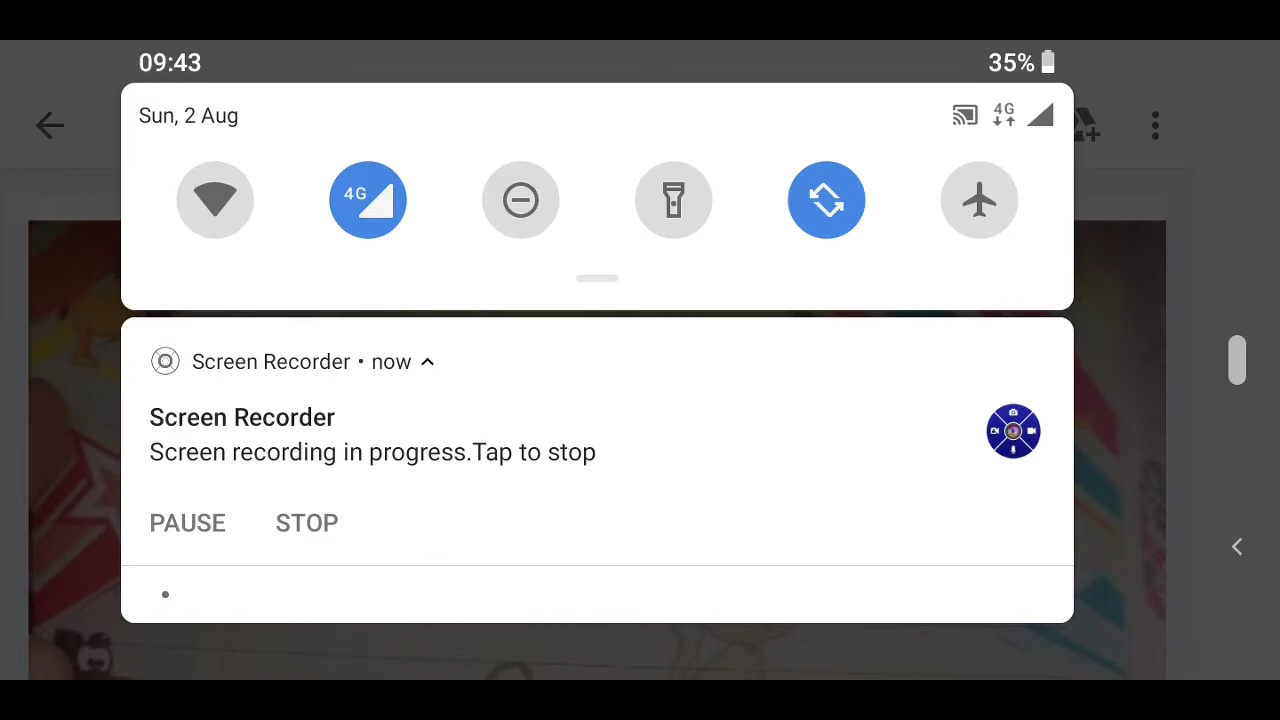 09:43
35%
Sun, 2 Aug
4G
4G
Screen Recorder • now
Screen Recorder
Screen recording in progress.Tap to stop
PAUSE STOP